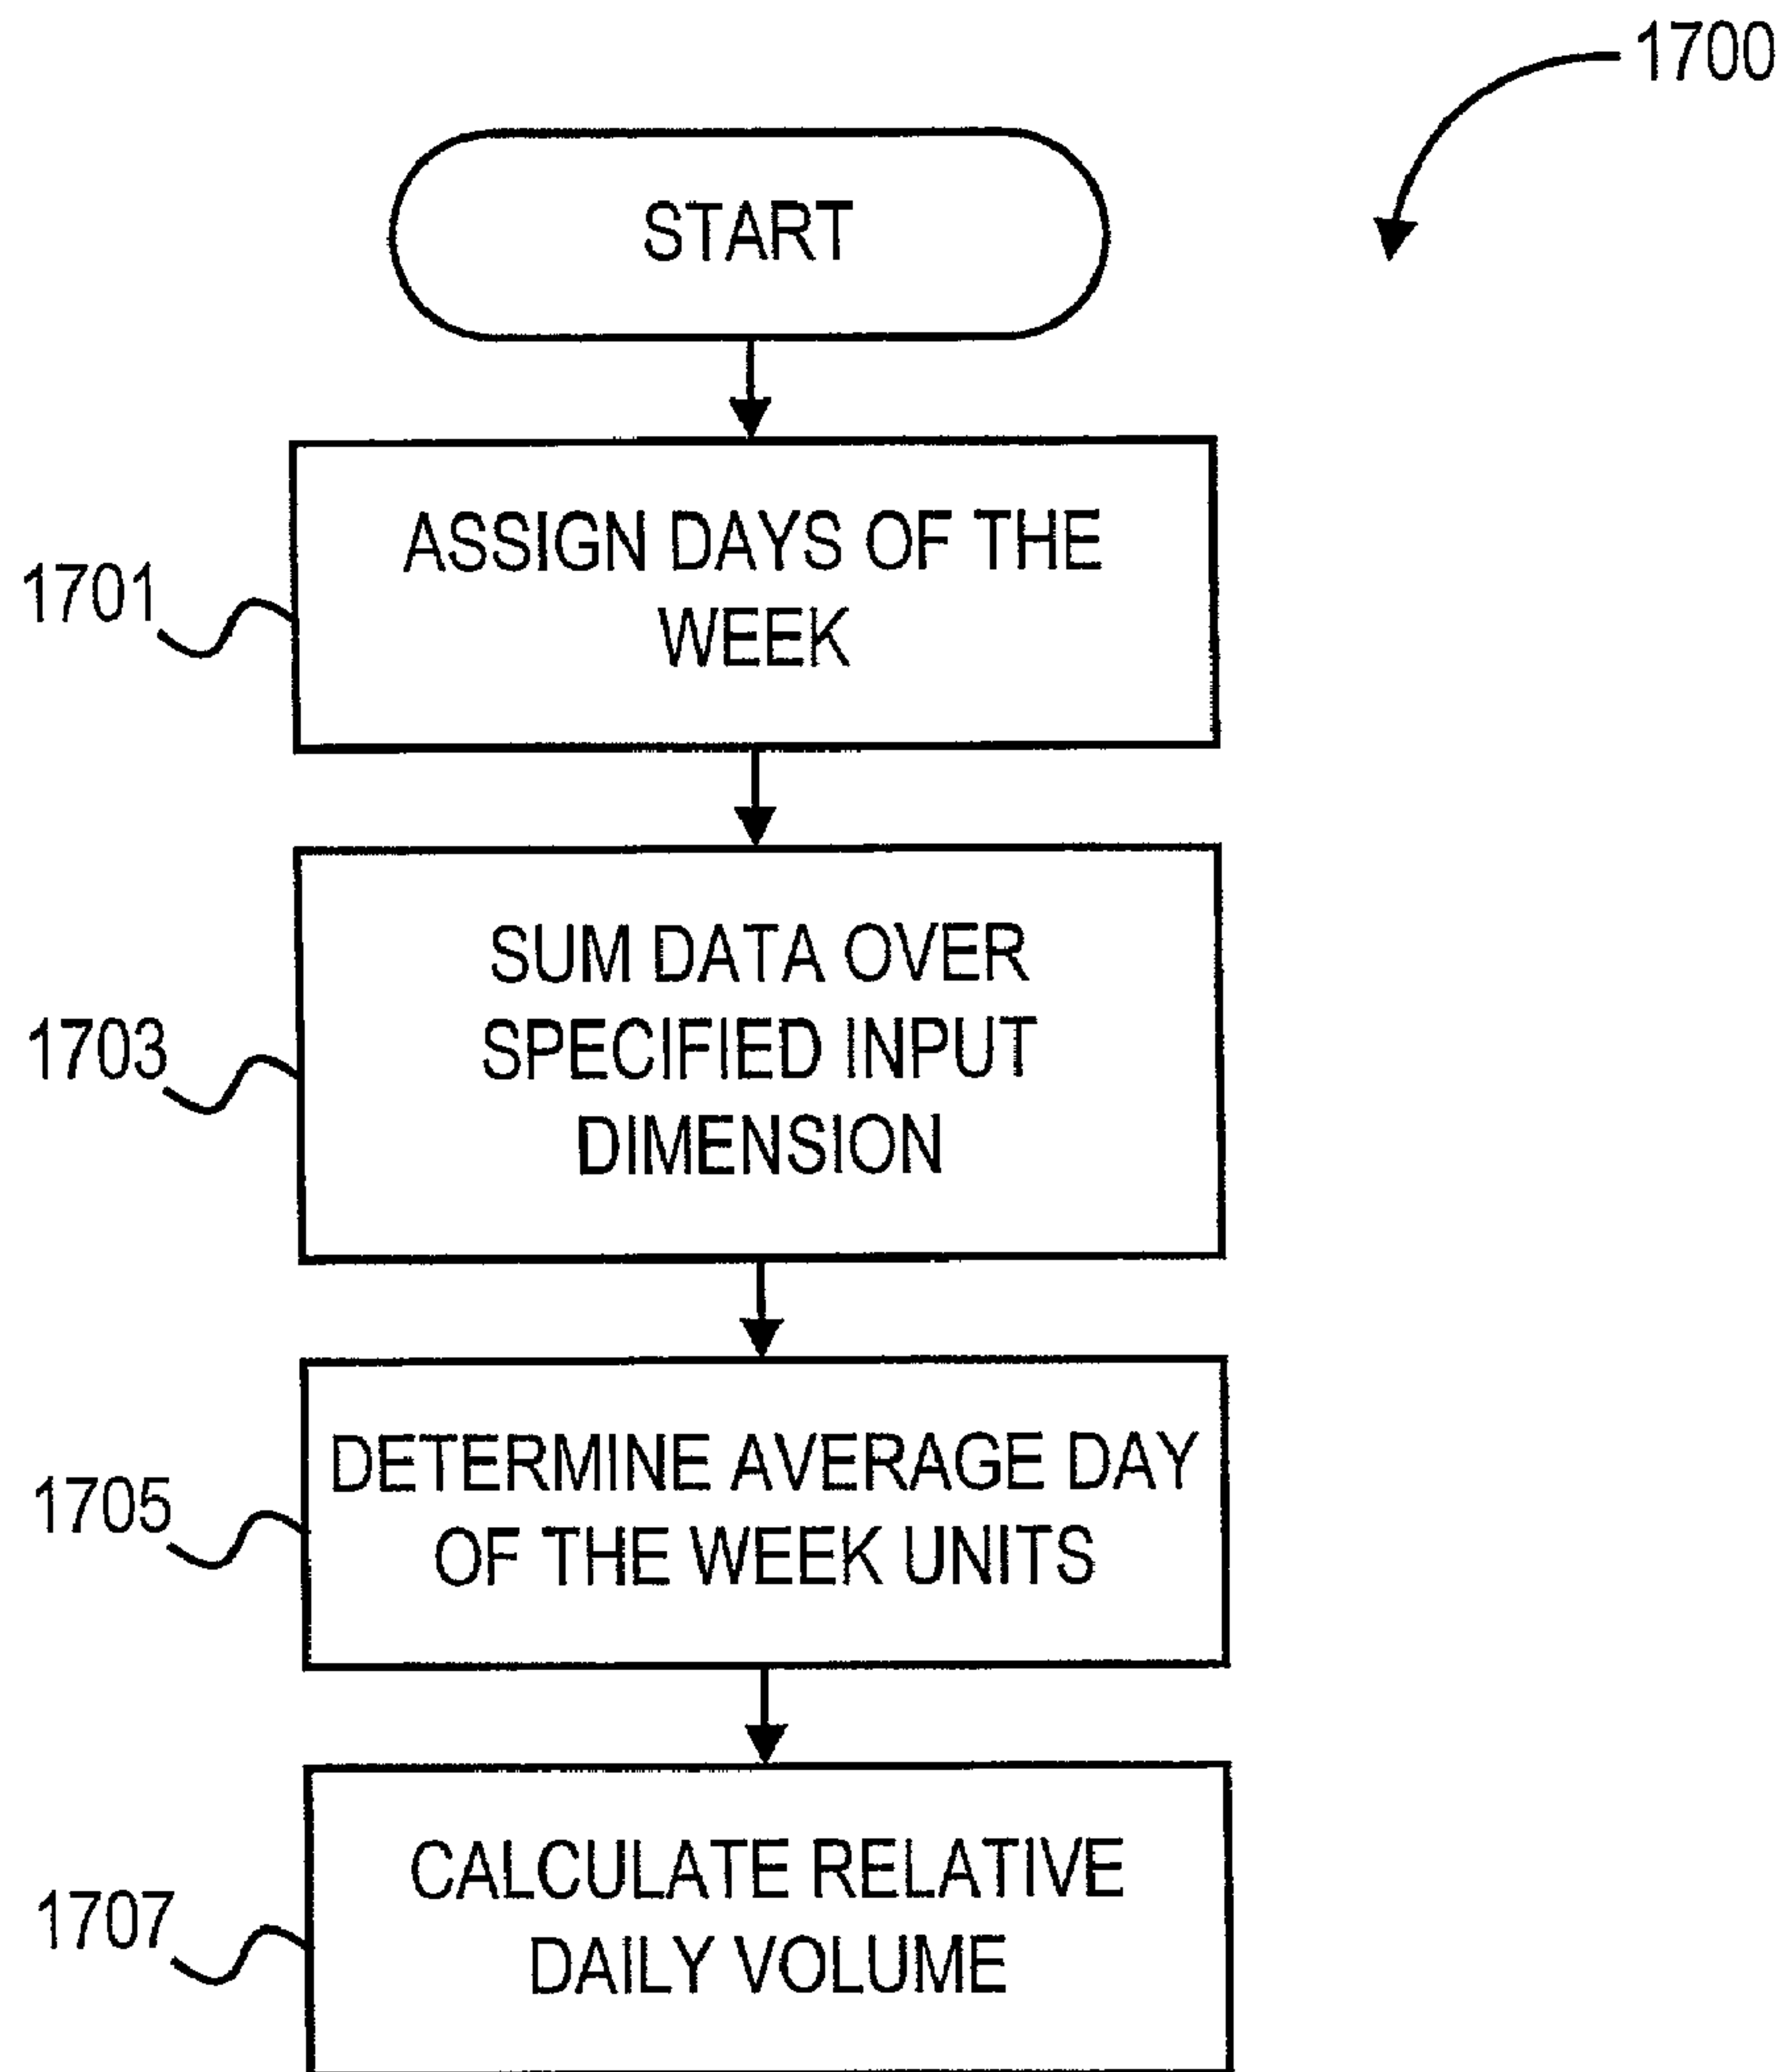 1700
START
ASSIGN DAYS OF THE
WEEK
1701
SUM DATA OVER
SPECIFIED INPUT
DIMENSION
1703
DETERMINE AVERAGE DAY
OF THE WEEK UNITS
1705
CALCULATE RELATIVE
DAILY VOLUME
1707